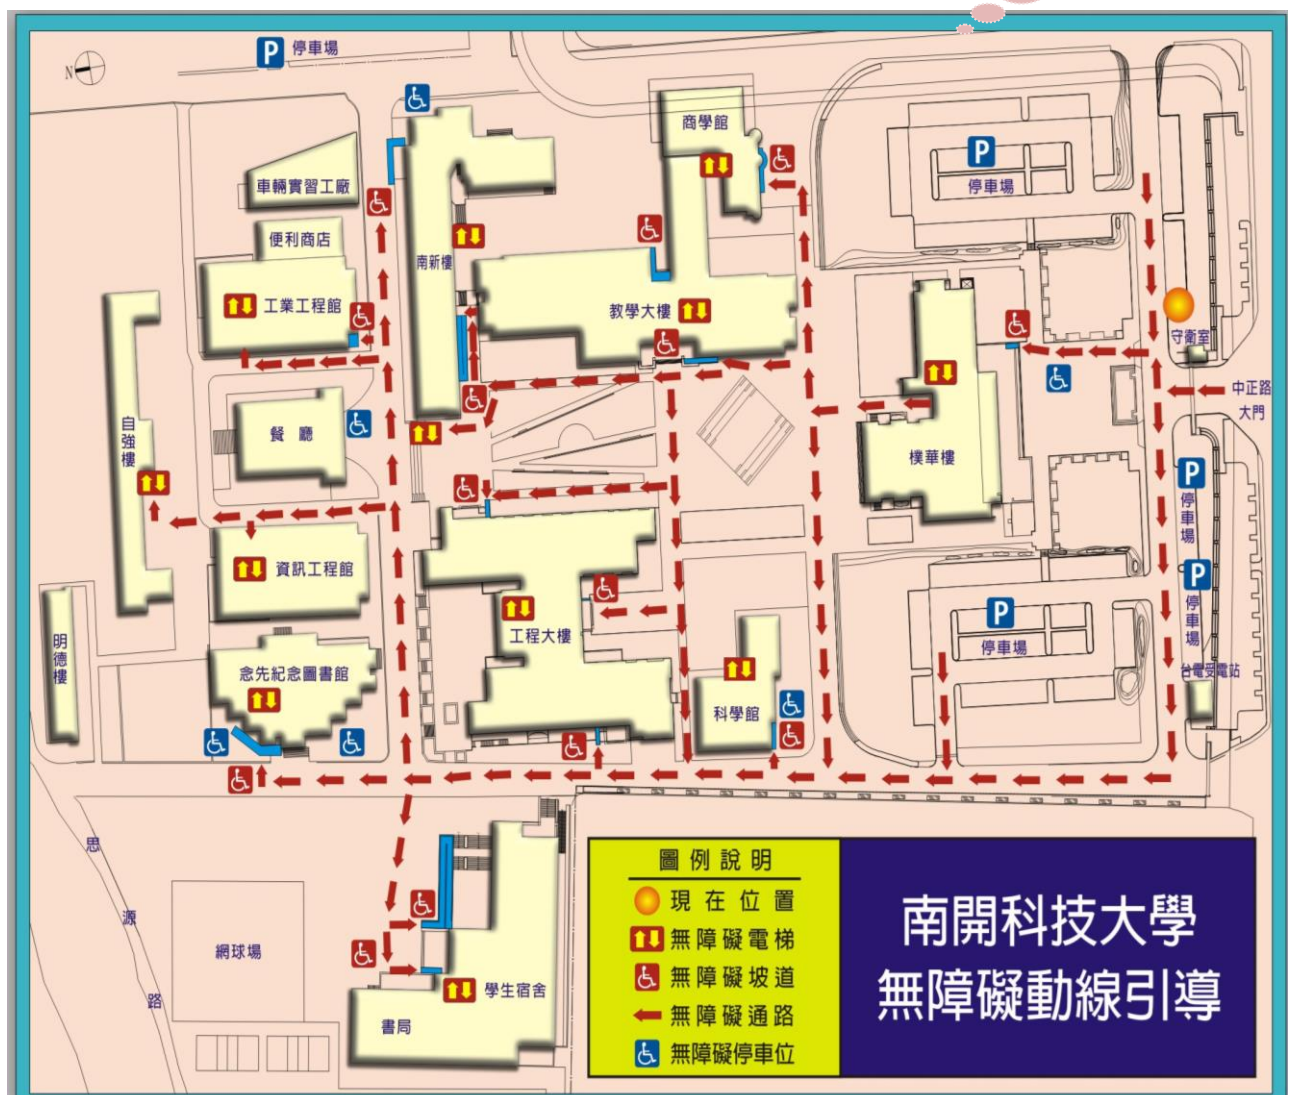 P 停車場
N
商學館
P
停車場
車輛實習工廠
便利商店
南新樓
工業工程館
教學大樓
守衛室
中正路
大門
自強樓
餐廳
樸華樓
P
停車場
資訊工程館
P
停車場
P
停車場
工程大樓
明德樓
念先紀念圖書館
台電受電站
科學館
思源路
網球場
學生宿舍
書局
圖例說明
現在位置
無障礙電梯
無障礙坡道
無障礙通路
無障礙停車位
南開科技大學
無障礙動線引導